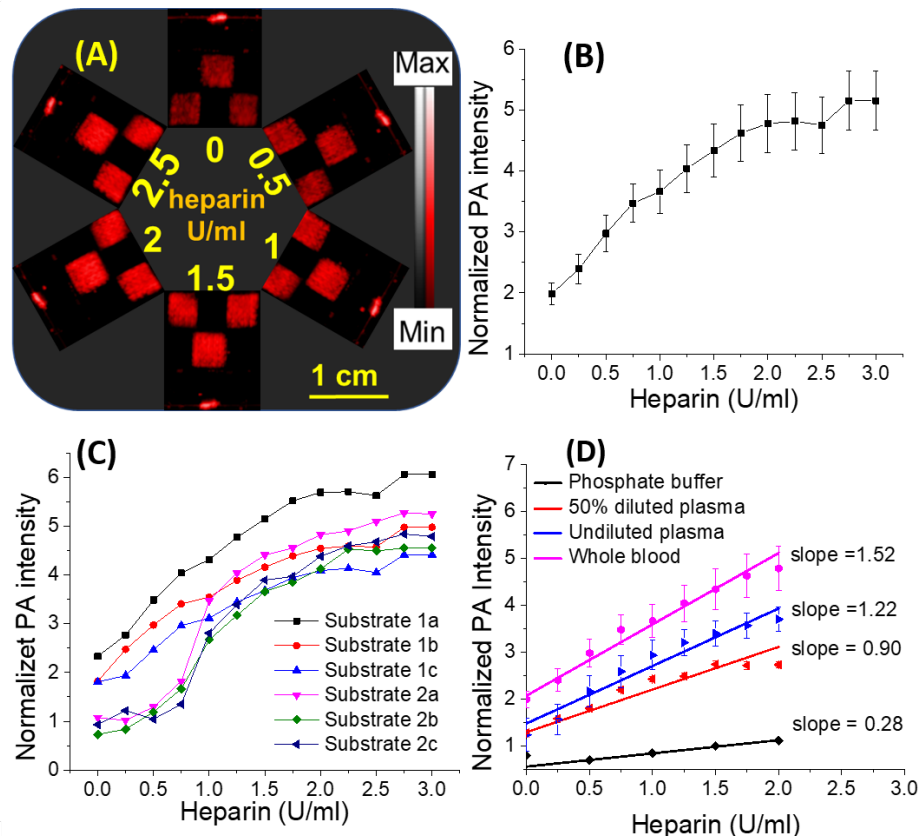 (A)
Max
Min
0
0.5
1
1.5
2
2.5
heparin
U/ml
1 cm
(B)
Normalized PA intensity
6
5
4
3
2
1
0.0 0.5 1.0 1.5 2.0 2.5 3.0
Heparin (U/ml)
(C)
Normalizet PA intensity
7
6
5
4
3
2
1
0
Substrate 1a
Substrate 1b
Substrate 1c
Substrate 2a
Substrate 2b
Substrate 2c
0.0 0.5 1.0 1.5 2.0 2.5 3.0
Heparin (U/ml)
(D)
Normalized PA Intensity
7
6
5
4
3
2
1
Phosphate buffer
50% diluted plasma
Undiluted plasma
Whole blood
slope =1.52
slope = 1.22
slope = 0.90
slope = 0.28
0.0 0.5 1.0 1.5 2.0 2.5 3.0
Heparin (U/ml)